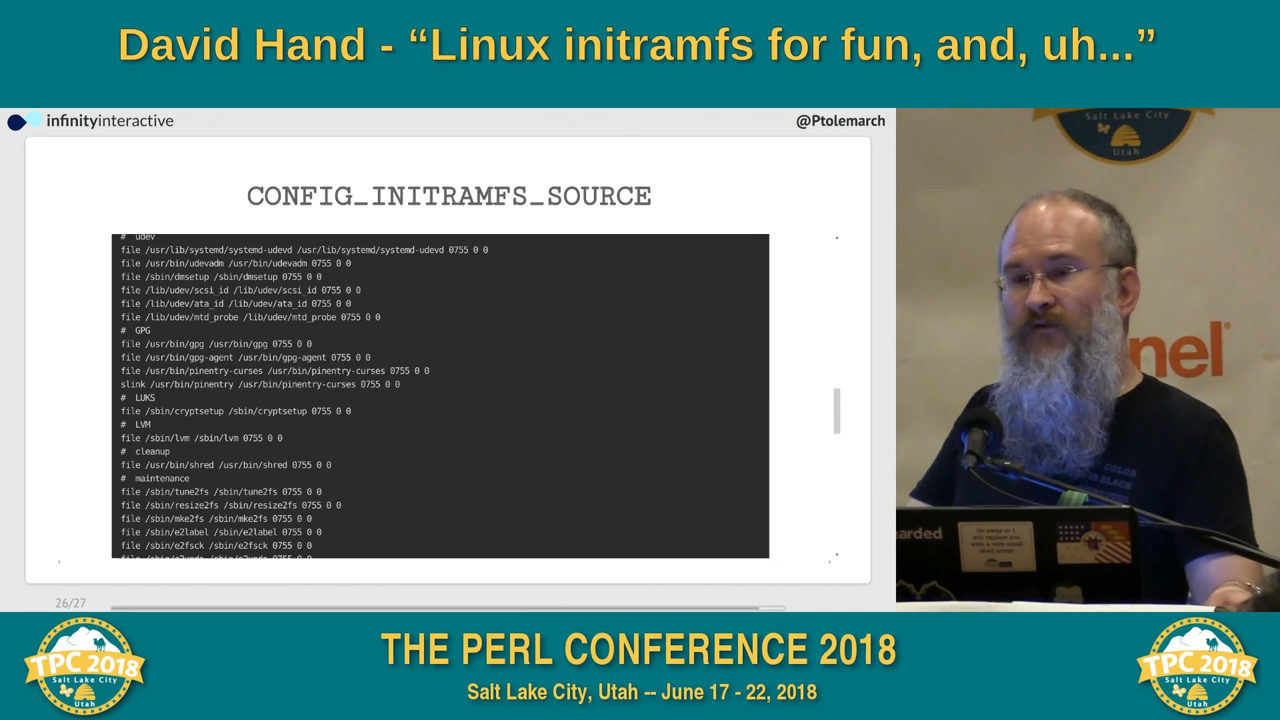 David Hand - “Linux initramfs for fun, and, uh...”
infinityinteractive
@Ptolemarch
CONFIG_INITRAMFS_SOURCE
# udev
file /usr/lib/systemd/systemd-udevd /usr/lib/systemd/systemd-udevd 0755 0 0
file /usr/bin/udevadm /usr/bin/udevadm 0755 0 0
file /sbin/dmsetup /sbin/dmsetup 0755 0 0
file /lib/udev/scsi_id /lib/udev/scsi_id 0755 0 0
file /lib/udev/ata_id /lib/udev/ata_id 0755 0 0
file /lib/udev/mtd_probe /lib/udev/mtd_probe 0755 0 0
# GPG
file /usr/bin/gpg /usr/bin/gpg 0755 0 0
file /usr/bin/gpg-agent /usr/bin/gpg-agent 0755 0 0
file /usr/bin/pinentry-curses /usr/bin/pinentry-curses 0755 0 0
slink /usr/bin/pinentry /usr/bin/pinentry-curses 0755 0 0
# LUKS
file /sbin/cryptsetup /sbin/cryptsetup 0755 0 0
# LVM
file /sbin/lvm /sbin/lvm 0755 0 0
# cleanup
file /usr/bin/shred /usr/bin/shred 0755 0 0
# maintenance
file /sbin/tune2fs /sbin/tune2fs 0755 0 0
file /sbin/resize2fs /sbin/resize2fs 0755 0 0
file /sbin/mke2fs /sbin/mke2fs 0755 0 0
file /sbin/e2label /sbin/e2label 0755 0 0
file /sbin/e2fsck /sbin/e2fsck 0755 0 0
26/27
Salt Lake City
Utah
nel
COLOR
BLACK
arded
THE PERL CONFERENCE 2018
Salt Lake City, Utah -- June 17 - 22, 2018
TPC 2018
Salt Lake City
Utah
TPC 2018
Salt Lake City
Utah